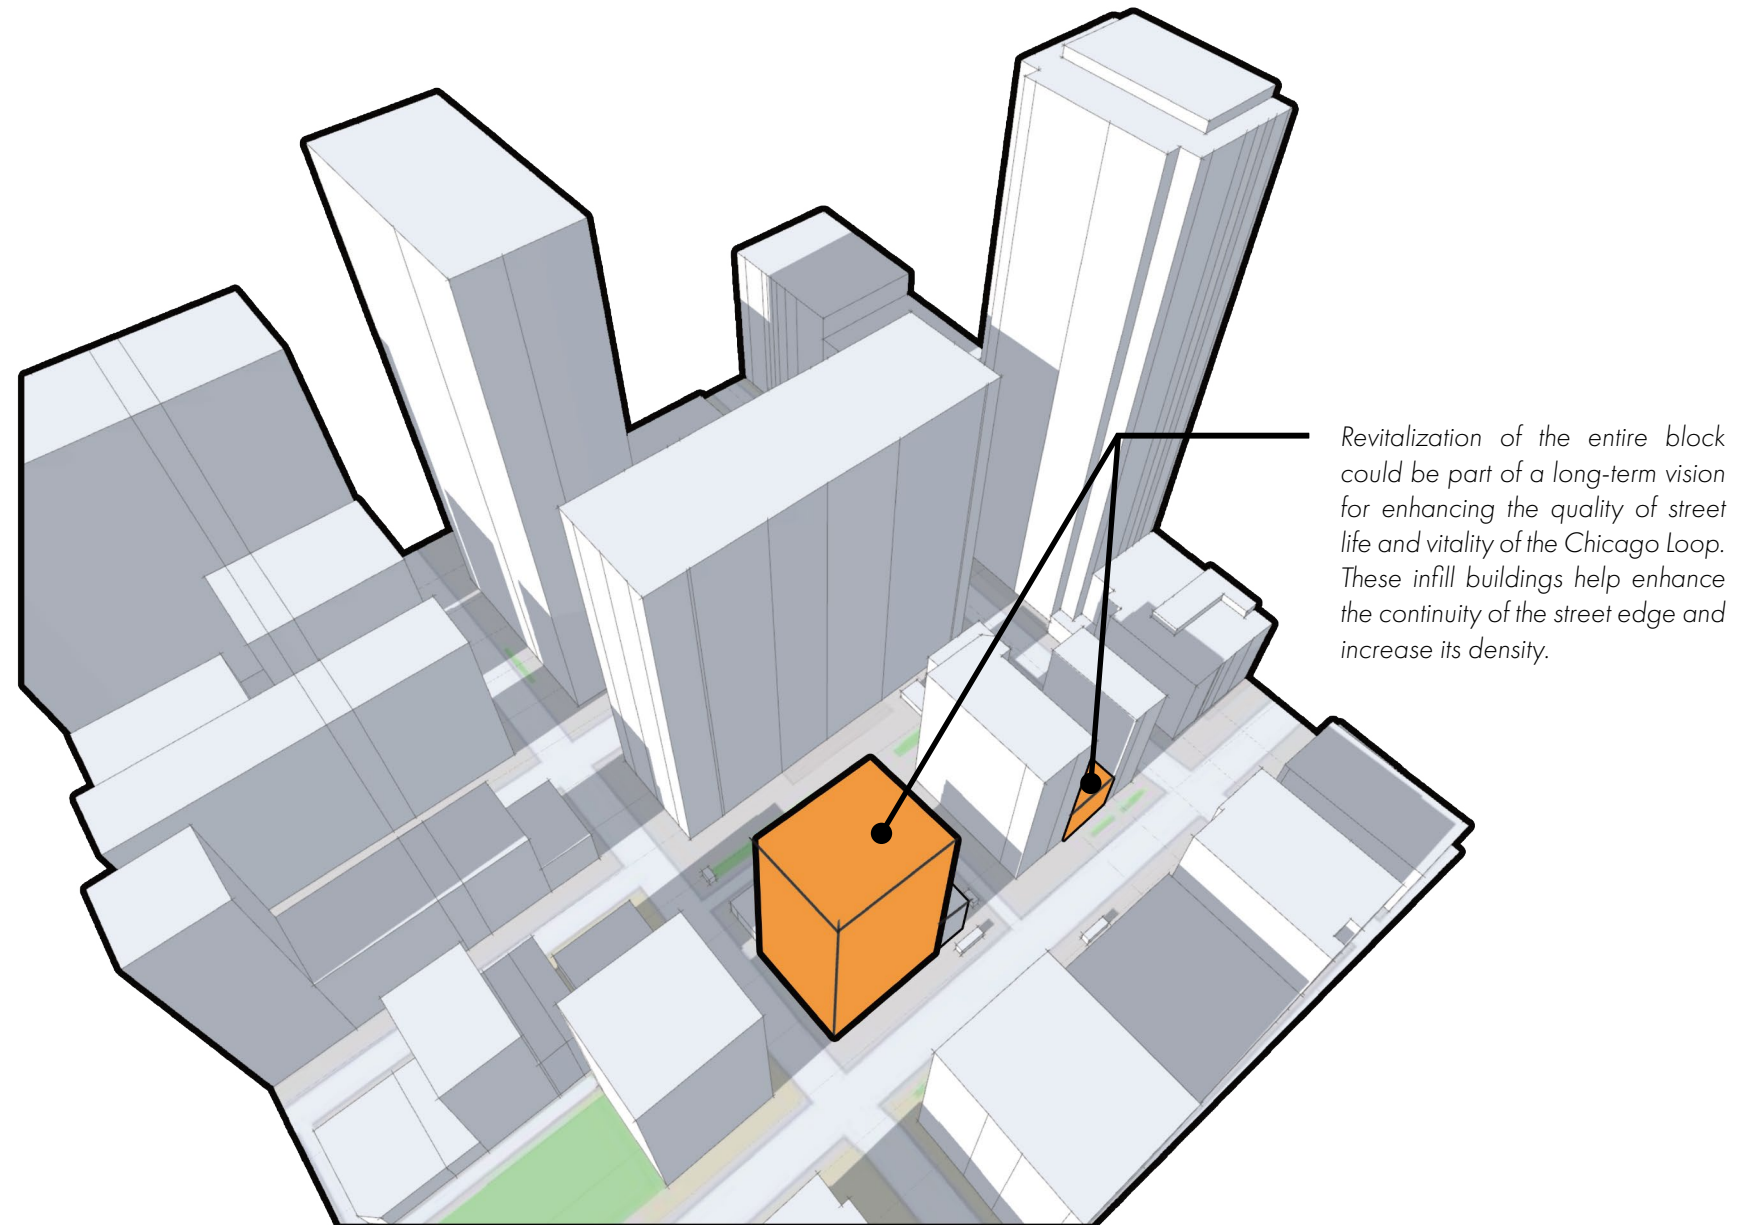 Revitalization of the entire block
could be part of a long-term vision
for enhancing the quality of street
life and vitality of the Chicago Loop.
These infill buildings help enhance
the continuity of the street edge and
increase its density.